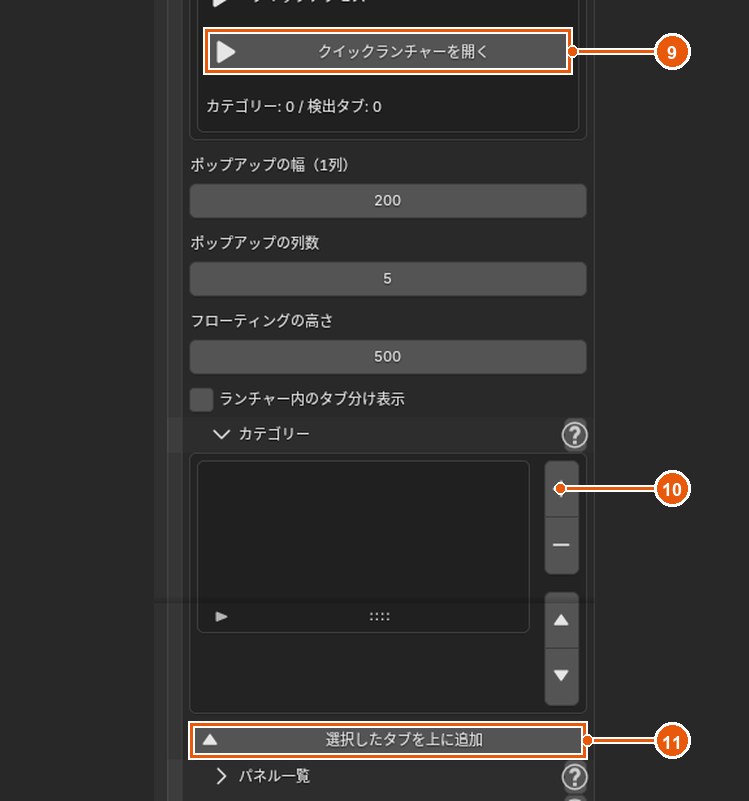 クイックランチャーを開く
9
カテゴリー: 0 / 検出タブ: 0
ポップアップの幅（1列）
200
ポップアップの列数
5
フローティングの高さ
500
ランチャー内のタブ分け表示
カテゴリー
?
10
選択したタブを上に追加
11
パネル一覧
?